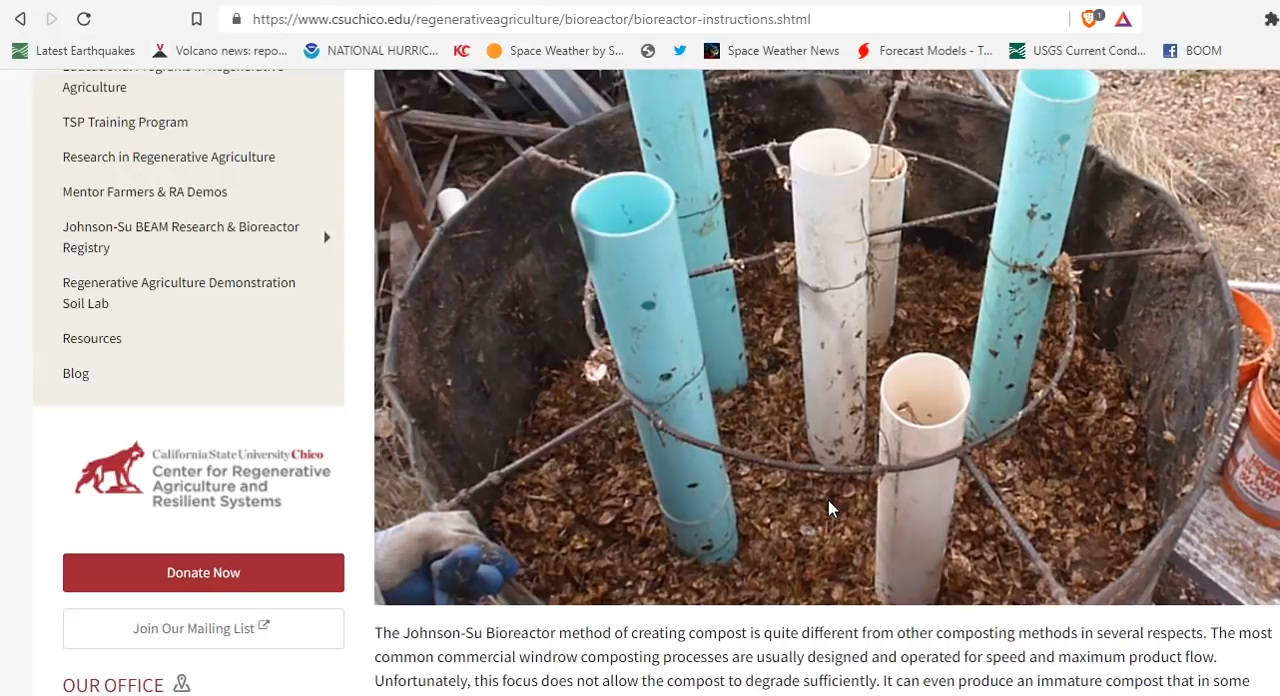 https://www.csuchico.edu/regenerativeagriculture/bioreactor/bioreactor-instructions.shtml
1
Latest Earthquakes
Volcano news: repo...
NATIONAL HURRIC...
KC
Space Weather by S...
Space Weather News
Forecast Models - T...
USGS Current Cond...
BOOM
Educational Programs in Regenerative
Agriculture
TSP Training Program
Research in Regenerative Agriculture
Mentor Farmers & RA Demos
Johnson-Su BEAM Research & Bioreactor
Registry
Regenerative Agriculture Demonstration
Soil Lab
Resources
Blog
California State University Chico
Center for Regenerative
Agriculture and
Resilient Systems
Donate Now
Join Our Mailing List
OUR OFFICE
The Johnson-Su Bioreactor method of creating compost is quite different from other composting methods in several respects. The most
common commercial windrow composting processes are usually designed and operated for speed and maximum product flow.
Unfortunately, this focus does not allow the compost to degrade sufficiently. It can even produce an immature compost that in some